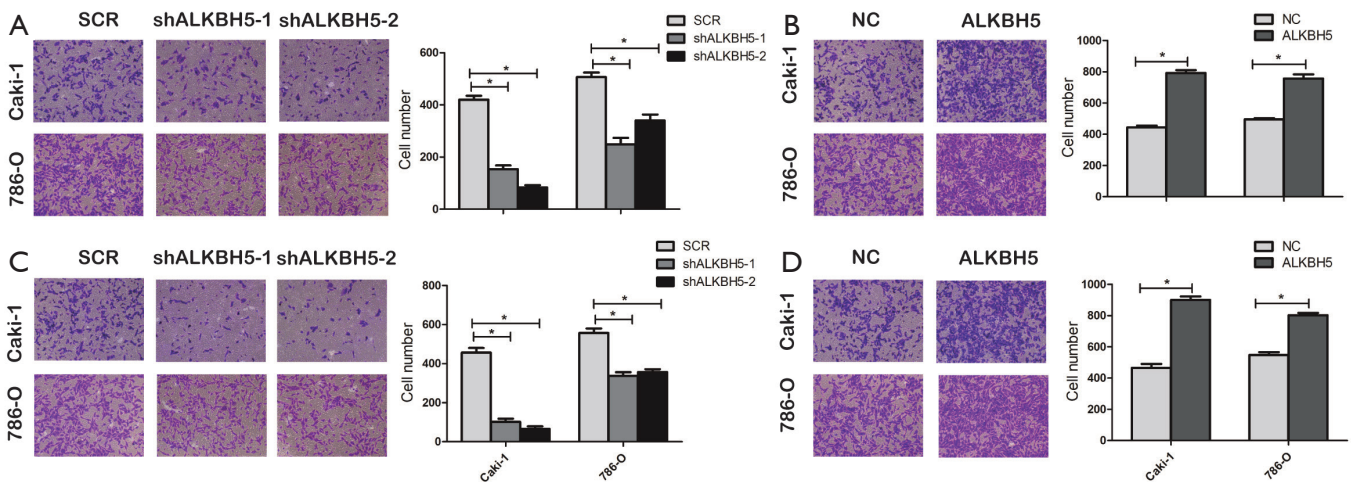 A
SCR shALKBH5-1 shALKBH5-2
Caki-1
786-O
SCR
shALKBH5-1
shALKBH5-2
Cell number
600
400
200
0
* * * *
B
NC ALKBH5
Caki-1
786-O
NC
ALKBH5
Cell number
1000
800
600
400
200
0
* *
C
SCR shALKBH5-1 shALKBH5-2
Caki-1
786-O
SCR
shALKBH5-1
shALKBH5-2
Cell number
800
600
400
200
0
* * * *
Caki-1 786-O
D
NC ALKBH5
Caki-1
786-O
NC
ALKBH5
Cell number
1000
800
600
400
200
0
* *
Caki-1 786-O